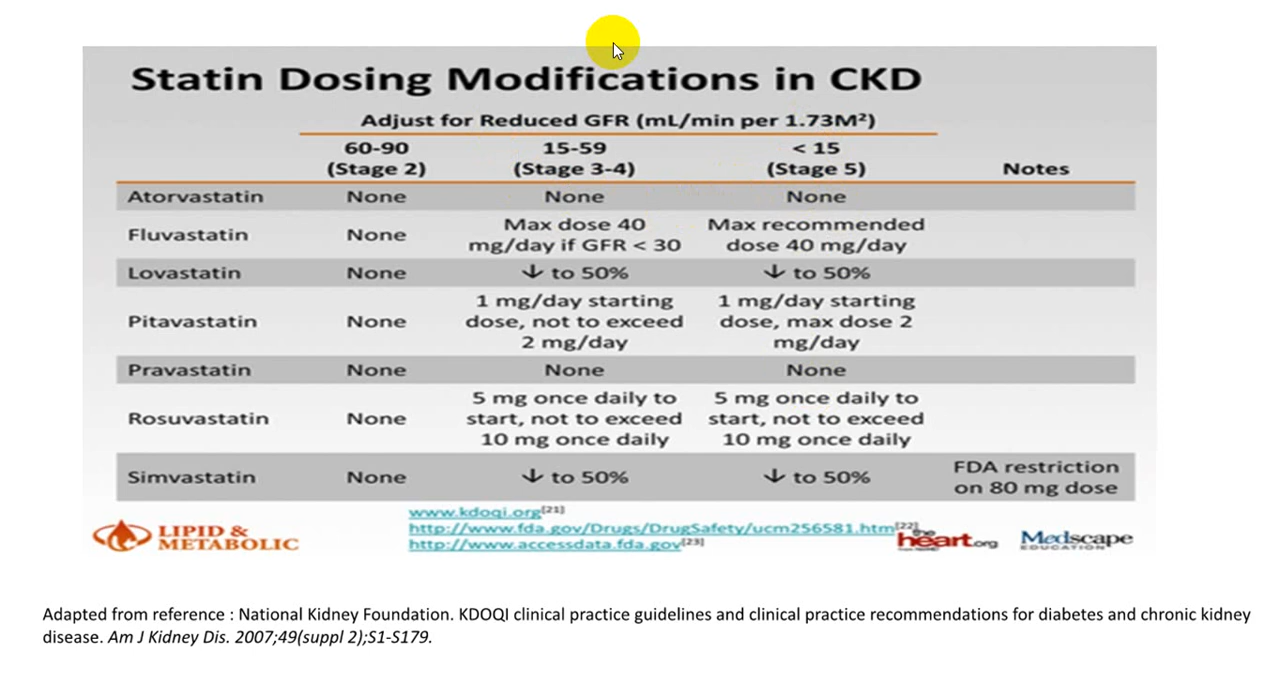 Statin Dosing Modifications in CKD
Adjust for Reduced GFR (mL/min per 1.73M²)
60-90 (Stage 2) 15-59 (Stage 3-4) < 15 (Stage 5) Notes
Atorvastatin None None None
Fluvastatin None Max dose 40 mg/day if GFR < 30 Max recommended dose 40 mg/day
Lovastatin None ↓ to 50% ↓ to 50%
Pitavastatin None 1 mg/day starting dose, not to exceed 2 mg/day 1 mg/day starting dose, max dose 2 mg/day
Pravastatin None None None
Rosuvastatin None 5 mg once daily to start, not to exceed 10 mg once daily 5 mg once daily to start, not to exceed 10 mg once daily
Simvastatin None ↓ to 50% ↓ to 50% FDA restriction on 80 mg dose
www.kdoqi.org[21]
http://www.fda.gov/Drugs/DrugSafety/ucm256581.htm[22]
http://www.accessdata.fda.gov[23]
LIPID &
METABOLIC
the
heart.org
Medscape
EDUCATION
Adapted from reference : National Kidney Foundation. KDOQI clinical practice guidelines and clinical practice recommendations for diabetes and chronic kidney
disease. Am J Kidney Dis. 2007;49(suppl 2);S1-S179.